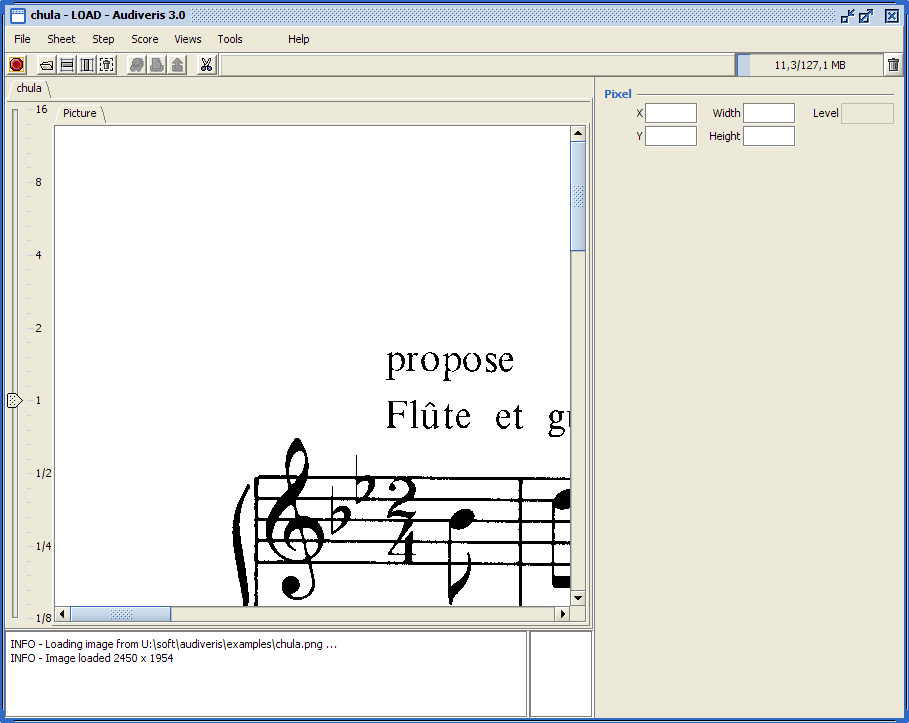 chula - LOAD - Audiveris 3.0
File Sheet Step Score Views Tools Help
11,3/127,1 MB
chula
Picture
16
8
4
2
1
1/2
1/4
1/8
propose
Flûte et
2
4
Pixel
X Width Level
Y Height
INFO - Loading image from U:\soft\audiveris\examples\chula.png ...
INFO - Image loaded 2450 x 1954